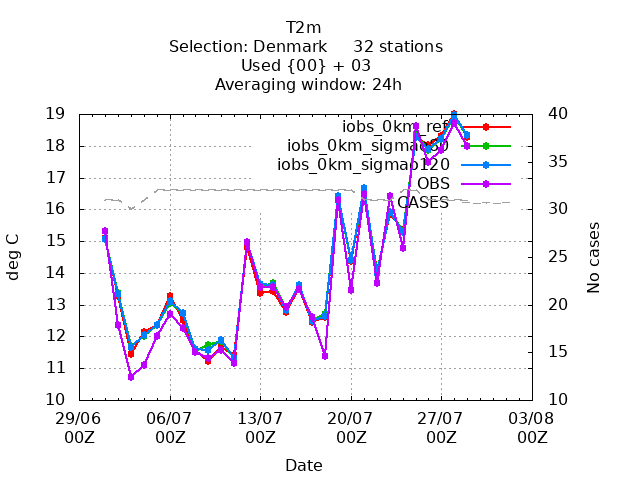 T2m
Selection: Denmark 32 stations
Used {00} + 03
Averaging window: 24h
iobs_0km_ref
iobs_0km_sigmao60
iobs_0km_sigmao120
OBS
CASES
19
18
17
16
15
14
13
12
11
10
deg C
40
35
30
25
20
15
10
No cases
29/06 06/07 13/07 20/07 27/07 03/08
00Z 00Z 00Z 00Z 00Z 00Z
Date